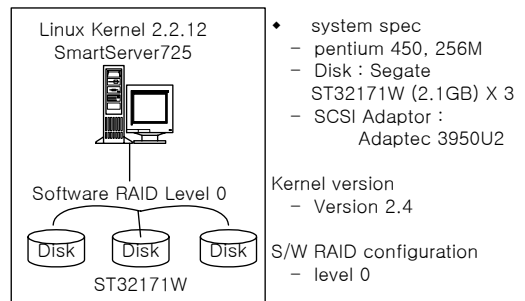 Linux Kernel 2.2.12
SmartServer725
Software RAID Level 0
Disk Disk Disk
ST32171W
◆ system spec
- pentium 450, 256M
- Disk : Segate
ST32171W (2.1GB) X 3
- SCSI Adaptor :
Adaptec 3950U2
Kernel version
- Version 2.4
S/W RAID configuration
- level 0